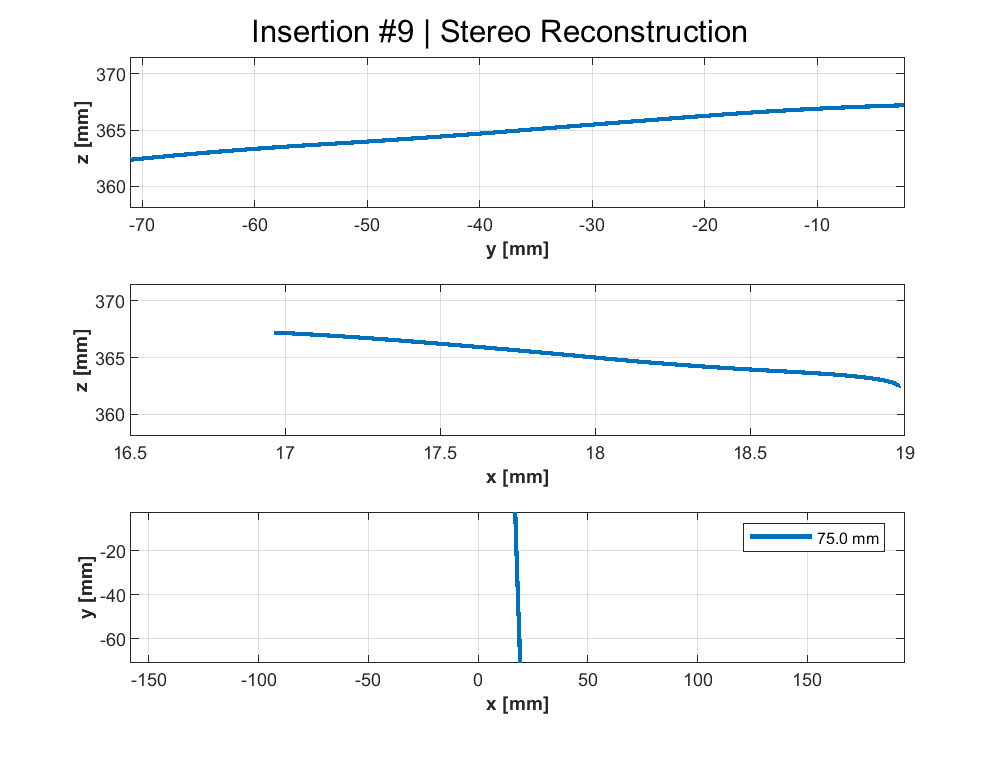 Insertion #9 | Stereo Reconstruction
370
365
360
z [mm]
-70 -60 -50 -40 -30 -20 -10
y [mm]
370
365
360
z [mm]
16.5 17 17.5 18 18.5 19
x [mm]
75.0 mm
-20
-40
-60
y [mm]
-150 -100 -50 0 50 100 150
x [mm]